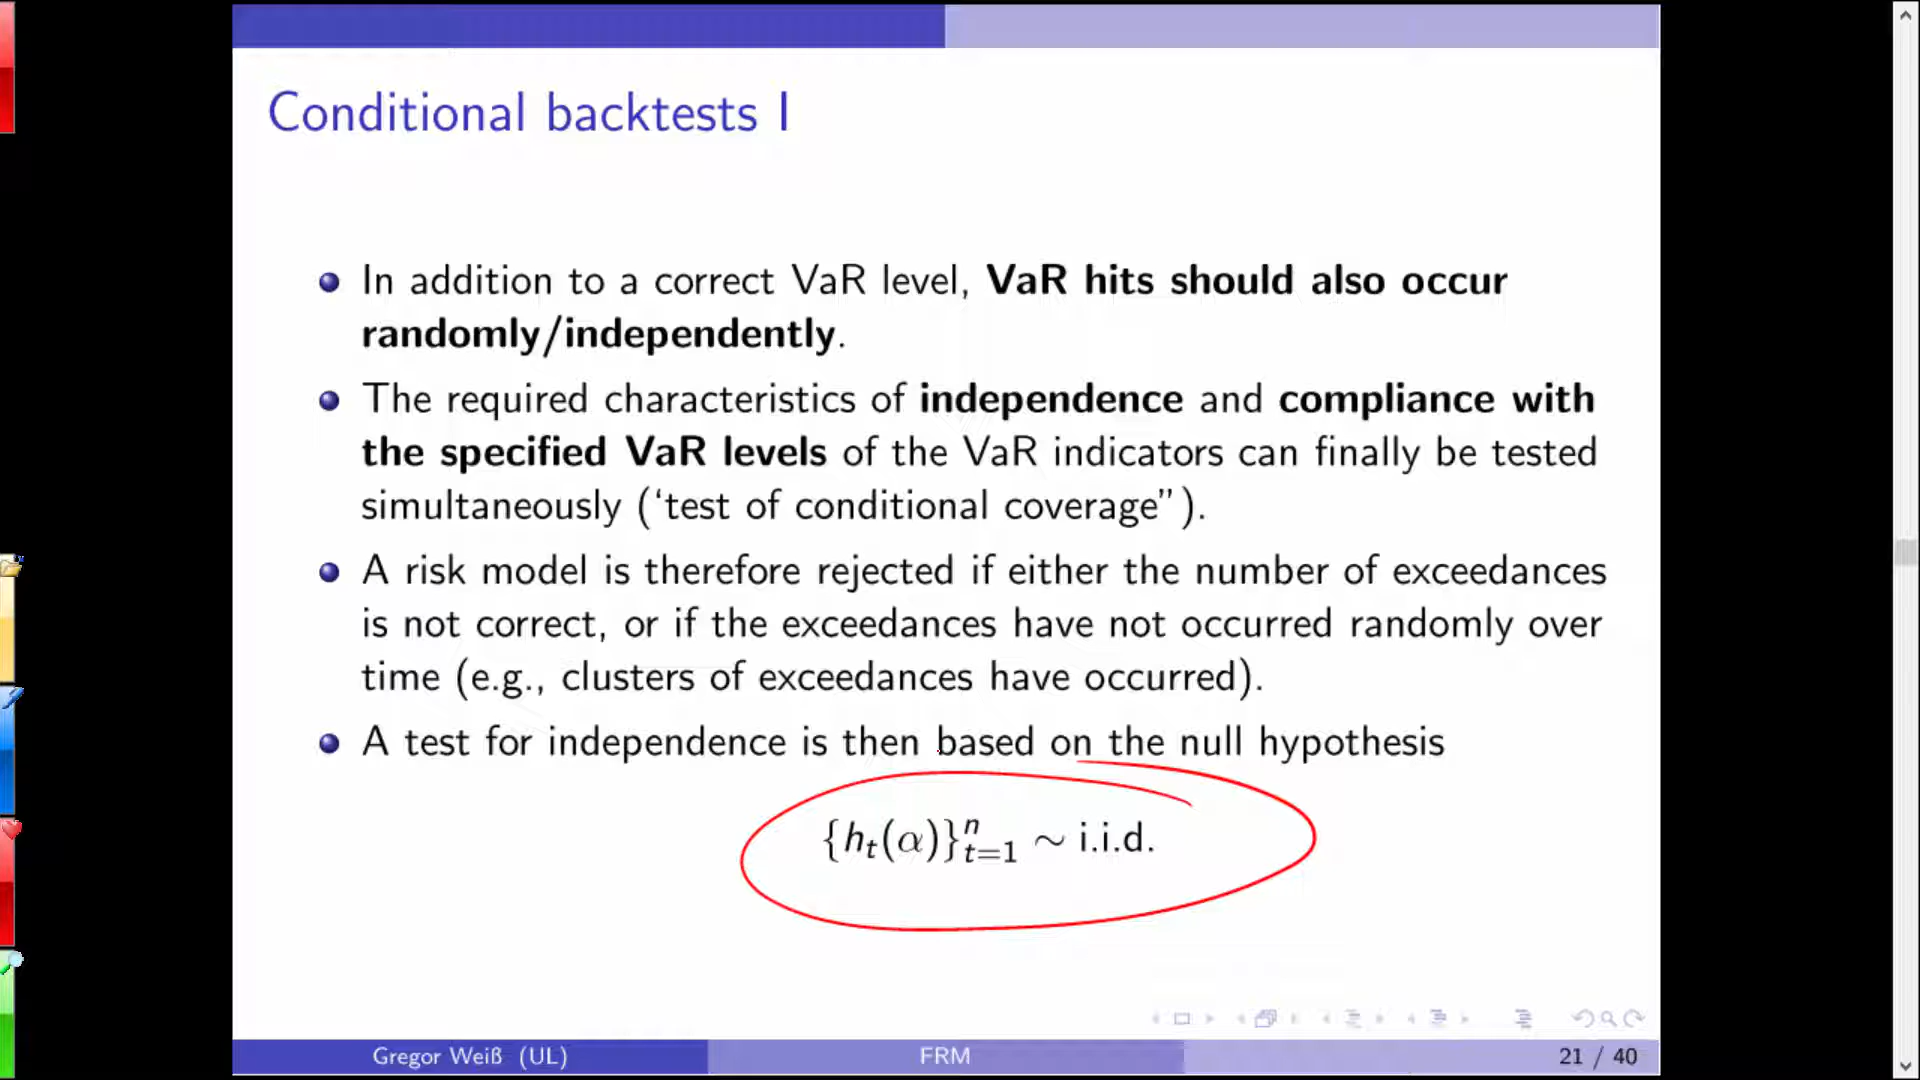 Conditional backtests I
In addition to a correct VaR level, VaR hits should also occur
randomly/independently.
The required characteristics of independence and compliance with
the specified VaR levels of the VaR indicators can finally be tested
simultaneously (‘test of conditional coverage”).
A risk model is therefore rejected if either the number of exceedances
is not correct, or if the exceedances have not occurred randomly over
time (e.g., clusters of exceedances have occurred).
A test for independence is then based on the null hypothesis
{h_t(α)}^n_{t=1} ∼ i.i.d.
Gregor Weiß (UL) FRM 21 / 40